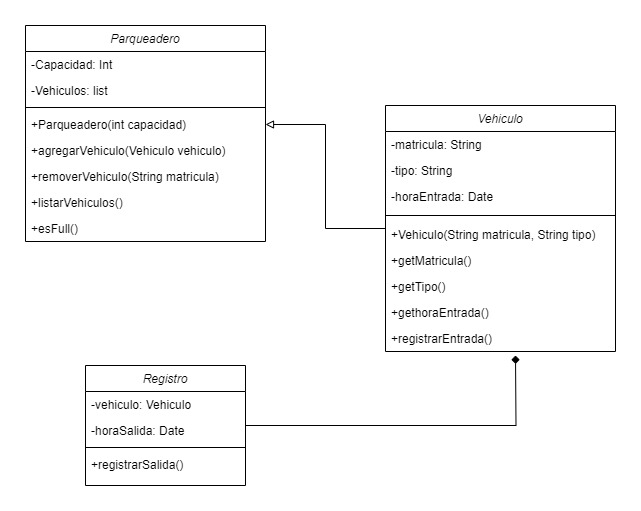 Parqueadero
-Capacidad: Int
-Vehiculos: list
+Parqueadero(int capacidad)
+agregarVehiculo(Vehiculo vehiculo)
+removerVehiculo(String matricula)
+listarVehiculos()
+esFull()
Vehiculo
-matricula: String
-tipo: String
-horaEntrada: Date
+Vehiculo(String matricula, String tipo)
+getMatricula()
+getTipo()
+gethoraEntrada()
+registrarEntrada()
Registro
-vehiculo: Vehiculo
-horaSalida: Date
+registrarSalida()